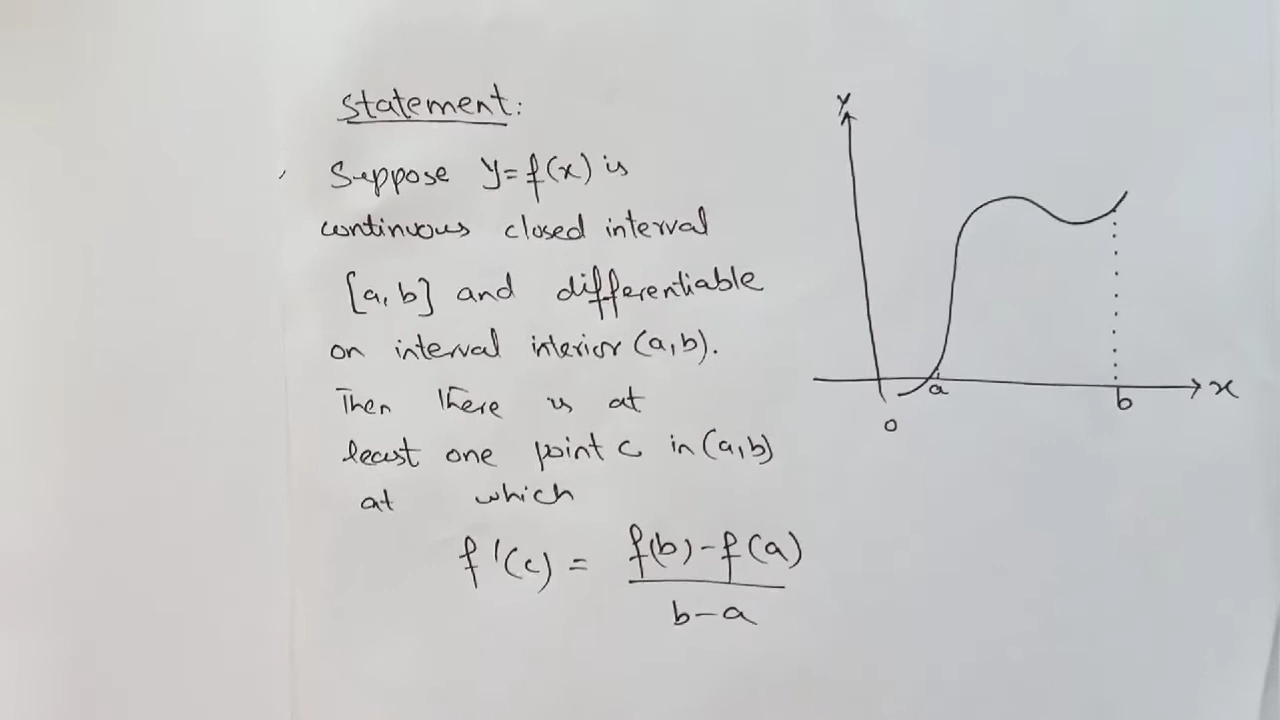 Statement:
Suppose y=f(x) is
continuous closed interval
[a,b] and differentiable
on interval interior (a,b).
Then there is at
least one point c in (a,b)
at which
f'(c) = f(b)-f(a)
b-a
y
a
b
x
0